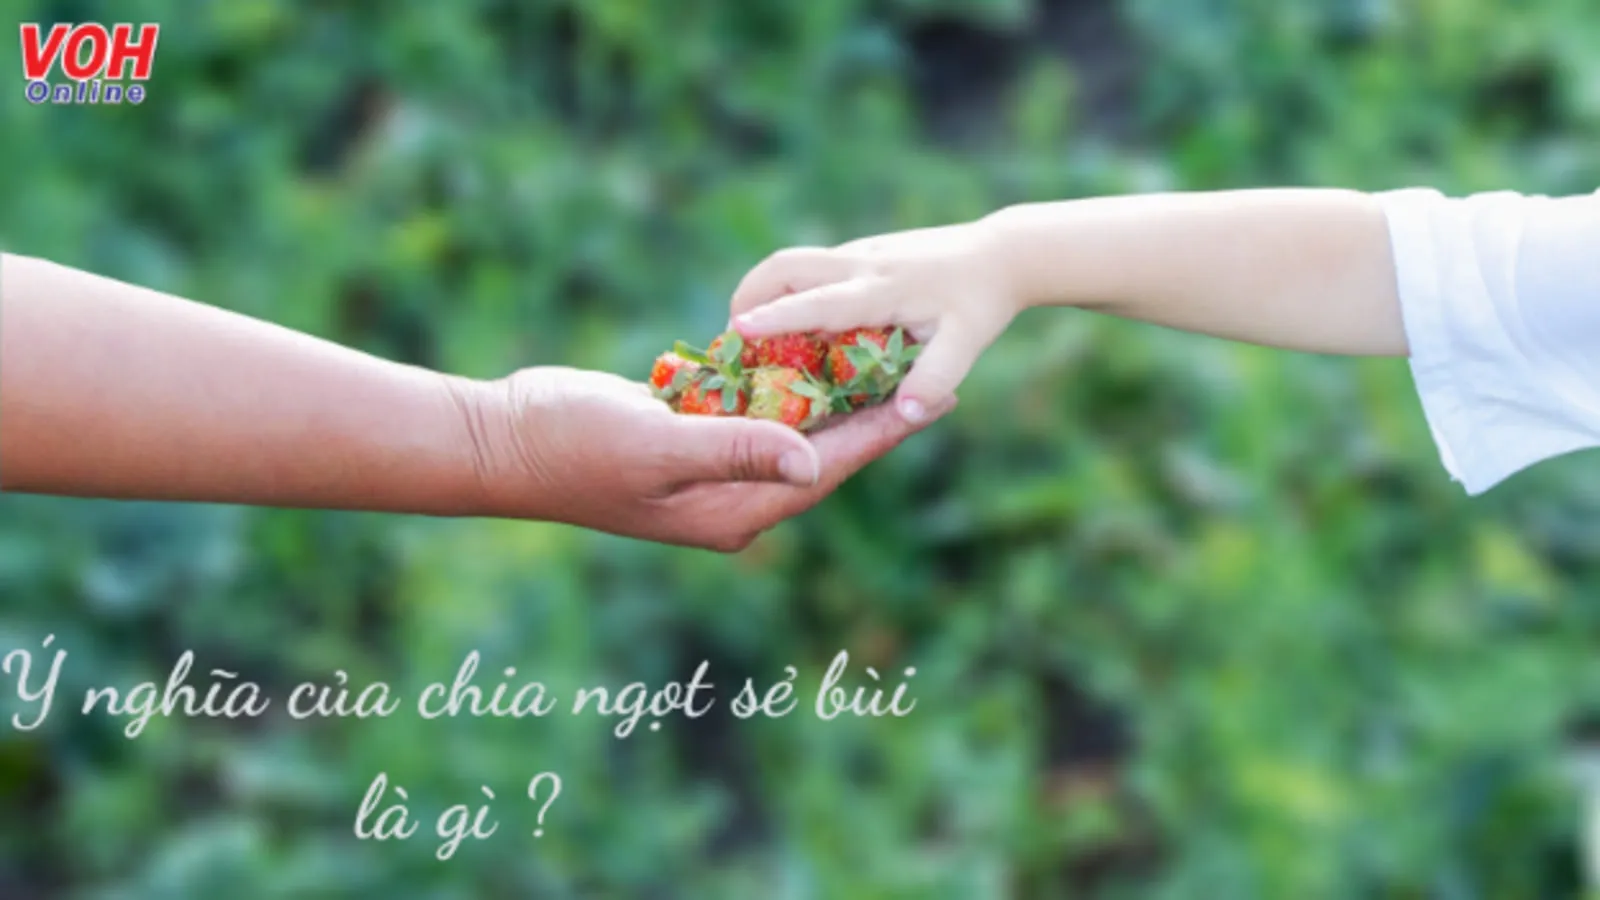 VOH
Online
Ý nghĩa của chia ngọt sẻ bùi
là gì ?